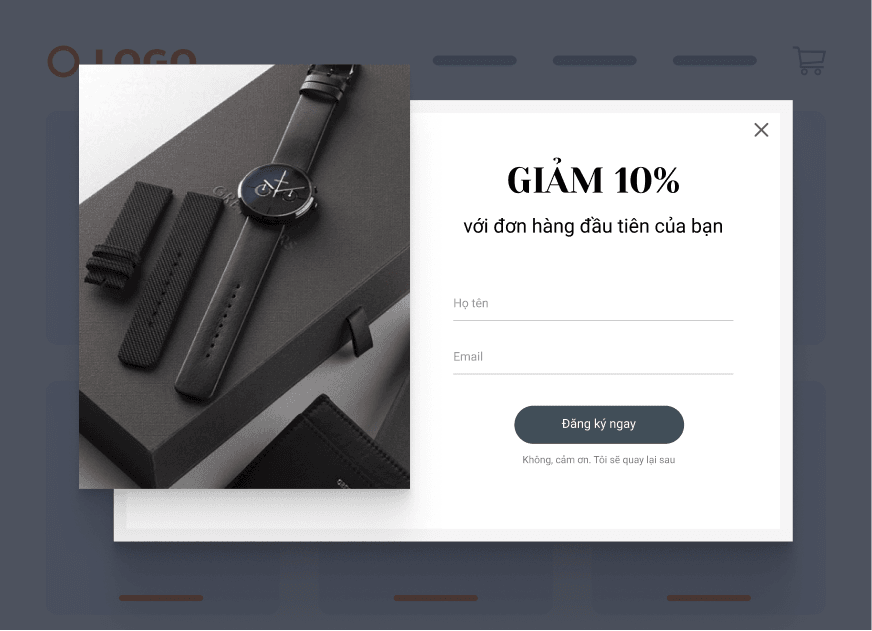 LOGO
GIẢM 10%
với đơn hàng đầu tiên của bạn
Họ tên
Email
Đăng ký ngay
Không, cảm ơn. Tôi sẽ quay lại sau